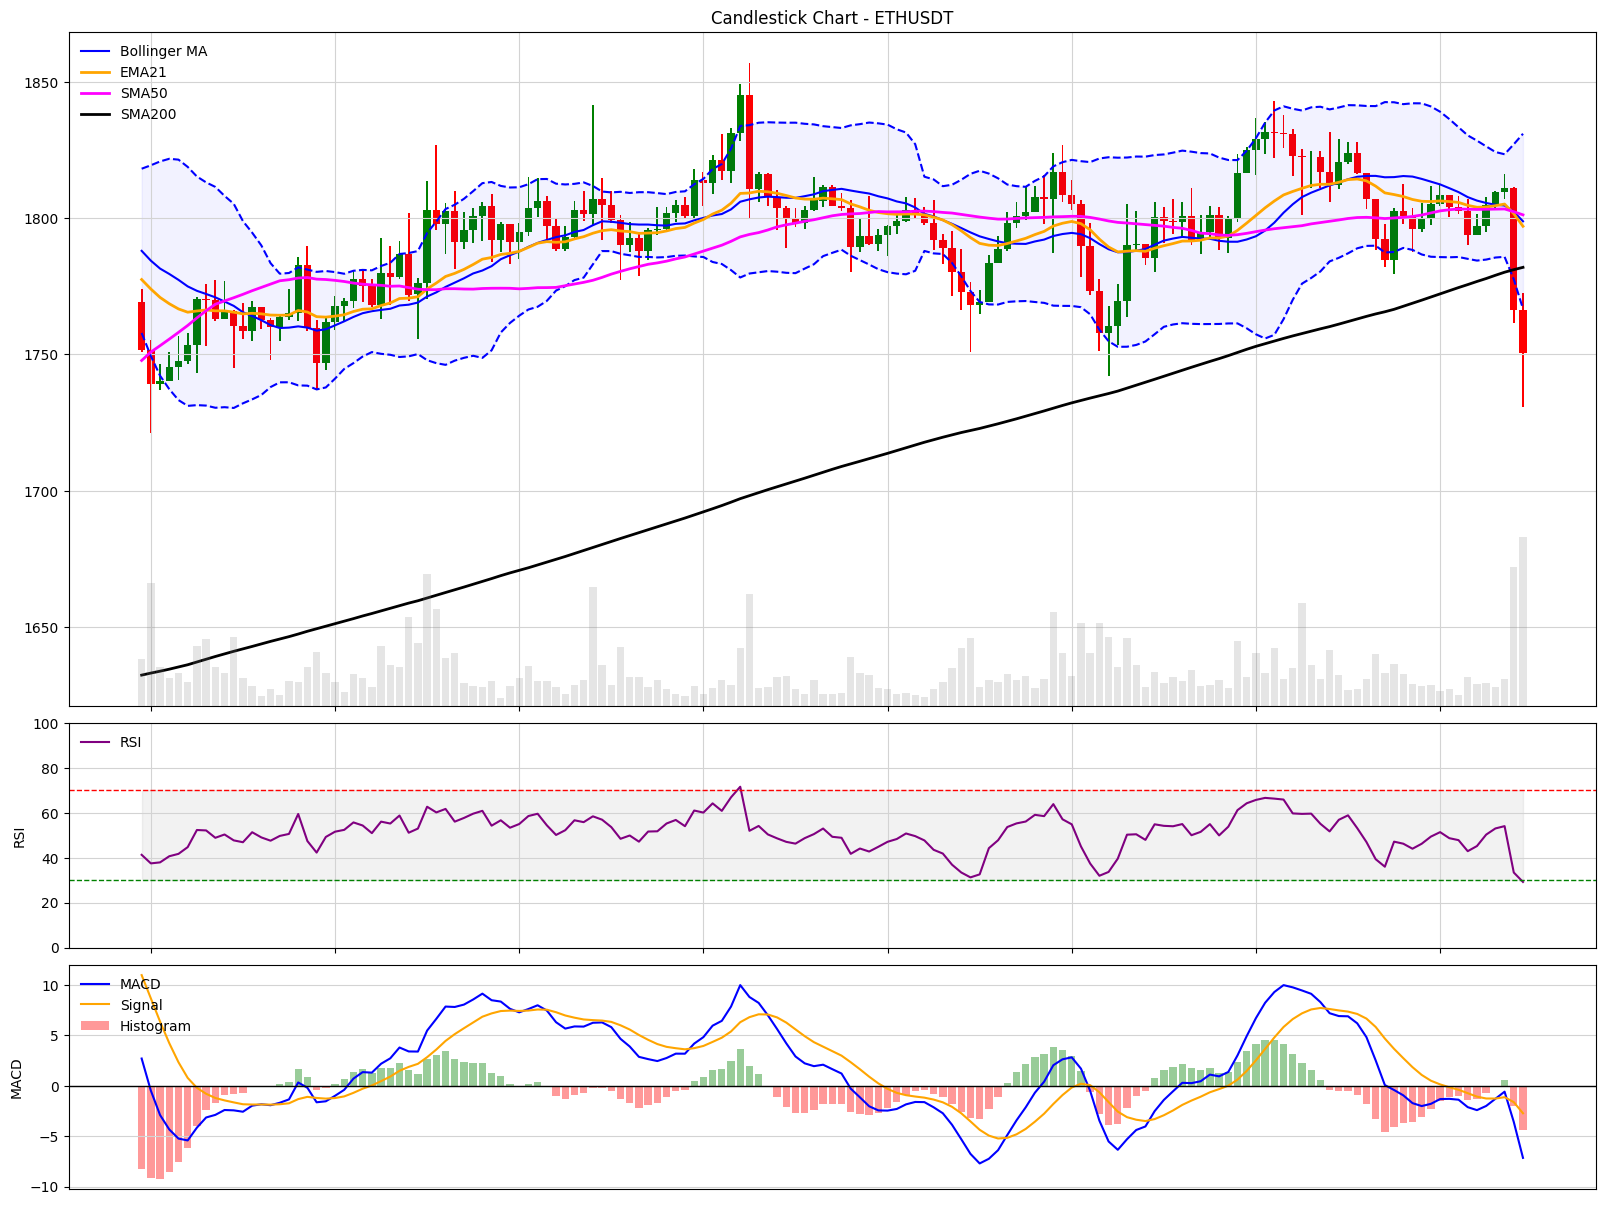 Candlestick Chart - ETHUSDT
Bollinger MA
EMA21
SMA50
SMA200
1850
1800
1750
1700
1650
RSI
100
80
60
40
20
0
RSI
MACD
Signal
Histogram
10
5
0
−5
−10
MACD